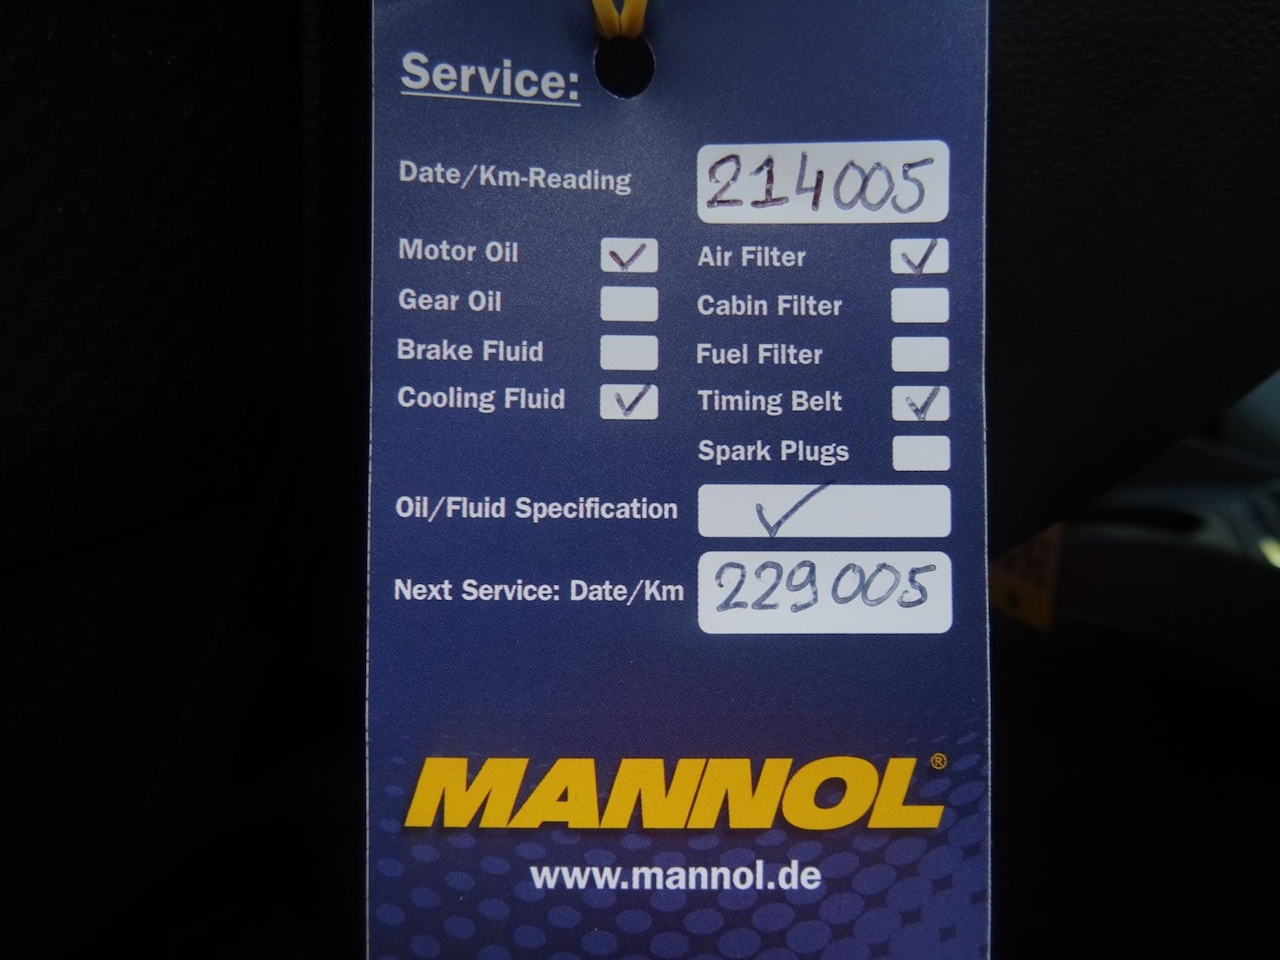 Service:
Date/Km-Reading 214005
Motor Oil ✓ Air Filter ✓
Gear Oil Cabin Filter
Brake Fluid Fuel Filter
Cooling Fluid ✓ Timing Belt ✓
Spark Plugs
Oil/Fluid Specification ✓
Next Service: Date/Km 229005
MANNOL®
www.mannol.de